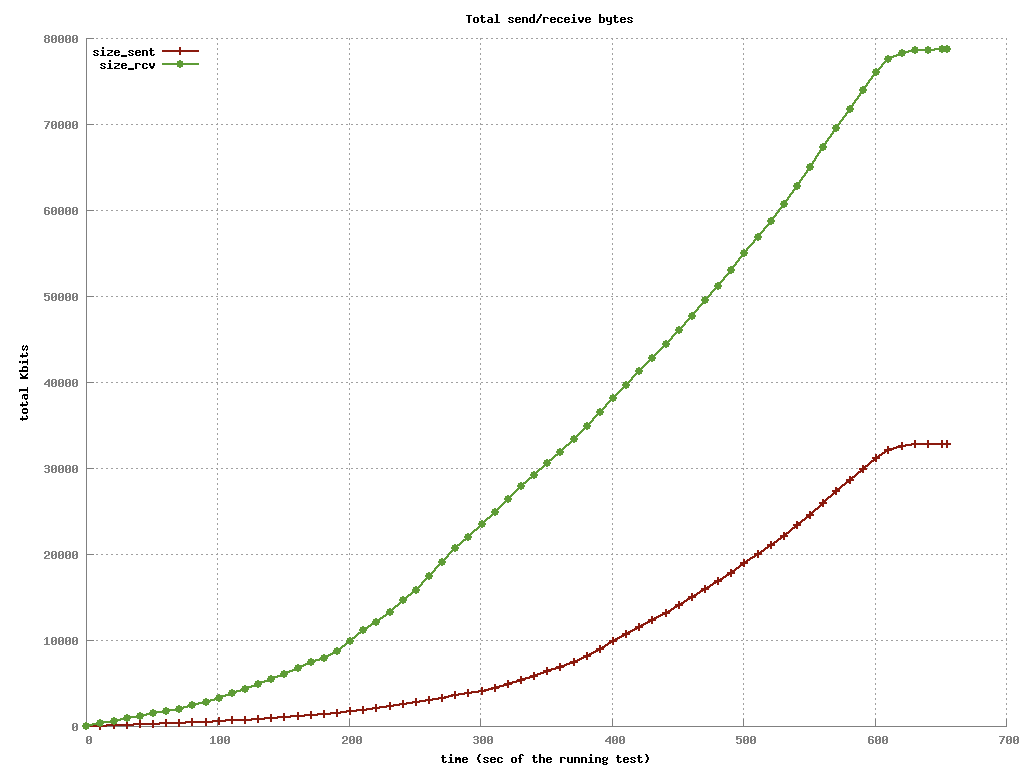 Total send/receive bytes
80000
size_sent
size_rcv
70000
60000
50000
total Kbits
40000
30000
20000
10000
0
0 100 200 300 400 500 600 700
time (sec of the running test)